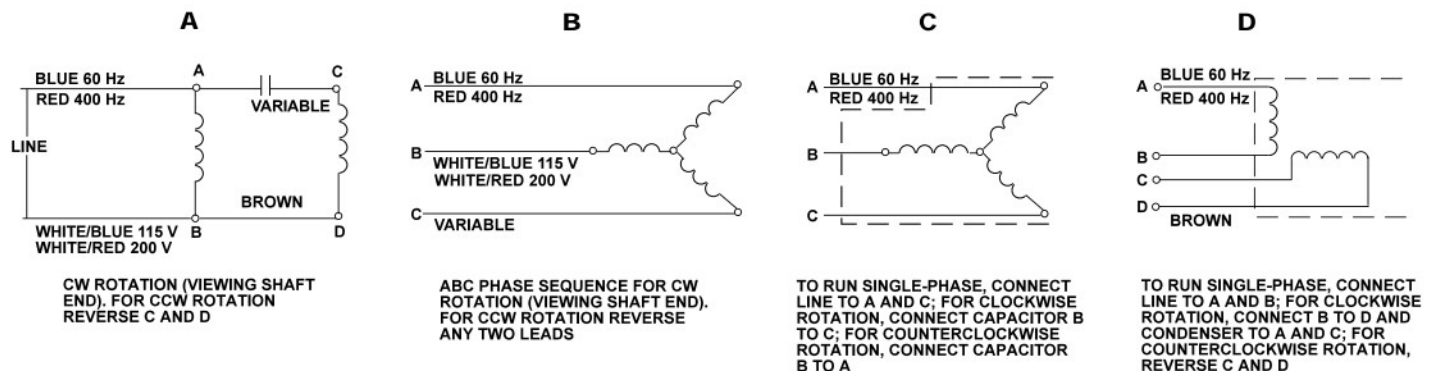 A
BLUE 60 Hz
RED 400 Hz
A
C
VARIABLE
LINE
BROWN
WHITE/BLUE 115 V
WHITE/RED 200 V
B
D
CW ROTATION (VIEWING SHAFT
END). FOR CCW ROTATION
REVERSE C AND D
B
A
BLUE 60 Hz
RED 400 Hz
B
WHITE/BLUE 115 V
WHITE/RED 200 V
C
VARIABLE
ABC PHASE SEQUENCE FOR CW
ROTATION (VIEWING SHAFT END).
FOR CCW ROTATION REVERSE
ANY TWO LEADS
C
BLUE 60 Hz
A
RED 400 Hz
B
C
TO RUN SINGLE-PHASE, CONNECT
LINE TO A AND C; FOR CLOCKWISE
ROTATION, CONNECT CAPACITOR B
TO C; FOR COUNTERCLOCKWISE
ROTATION, CONNECT CAPACITOR
B TO A
D
BLUE 60 Hz
A
RED 400 Hz
B
C
D
BROWN
TO RUN SINGLE-PHASE, CONNECT
LINE TO A AND B; FOR CLOCKWISE
ROTATION, CONNECT B TO D AND
CONDENSER TO A AND C; FOR
COUNTERCLOCKWISE ROTATION,
REVERSE C AND D